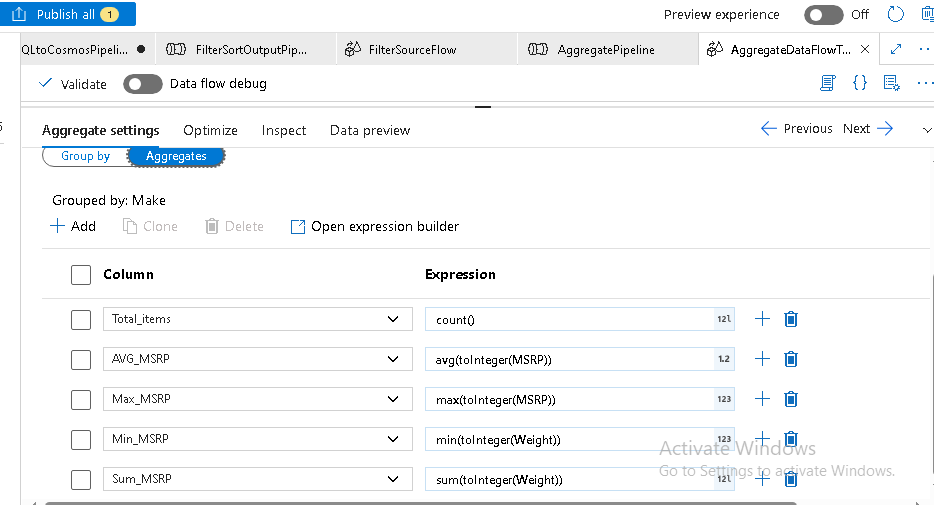 Publish all 1 Preview experience Off
QLtoCosmosPipeli... FilterSortOutputPip... FilterSourceFlow AggregatePipeline AggregateDataFlowT...
Validate Data flow debug
Aggregate settings Optimize Inspect Data preview Previous Next
Group by Aggregates
Grouped by: Make
Add Clone Delete Open expression builder
Column Expression
Total_items count() 12l
AVG_MSRP avg(toInteger(MSRP)) 1.2
Max_MSRP max(toInteger(MSRP)) 123
Min_MSRP min(toInteger(Weight)) 123
Activate Windows
Go to Settings to activate Windows.
Sum_MSRP sum(toInteger(Weight)) 12l